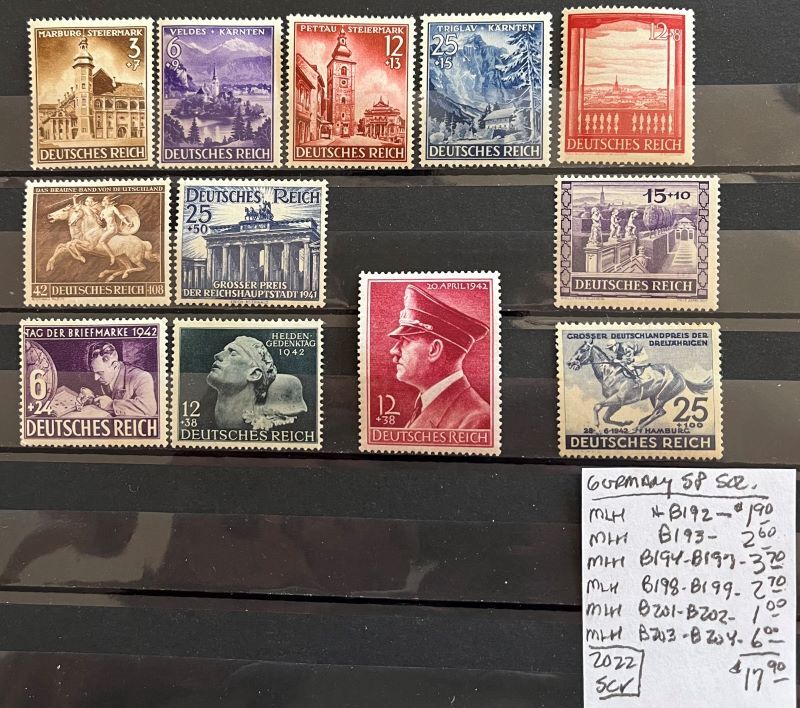 MARBURG STEIERMARK
3
+7
DEUTSCHES REICH
VELDES • KÄRNTEN
6
+9
DEUTSCHES REICH
PETTAU STEIERMARK
12
+13
DEUTSCHES REICH
TRIGLAV • KÄRNTEN
25
+15
DEUTSCHES REICH
12+8
DEUTSCHES REICH
DAS BRAUNE BAND VON DEUTSCHLAND
42 DEUTSCHES REICH +108
DEUTSCHES REICH
25
+50
GROSSER PREIS
DER REICHSHAUPTSTADT 1941
15+10
DEUTSCHES REICH
20. APRIL 1942
12
+38
DEUTSCHES REICH
TAG DER BRIEFMARKE 1942
6
+24
DEUTSCHES REICH
HELDEN-
GEDENKTAG
1942
12
+38
DEUTSCHES REICH
GROSSER DEUTSCHLANDPREIS DER
DREIJÄHRIGEN
25
+100
28•6•1942 HAMBURG
DEUTSCHES REICH
GERMANY SP SCR.
MLH # B192 - $1.90
MLH B193 - 2.60
MLH B194-B197 - 3.70
MLH B198-B199 - 2.70
MLH B201-B202 - 1.00
MLH B203-B204 - 6.00
2022 $17.90
SCV